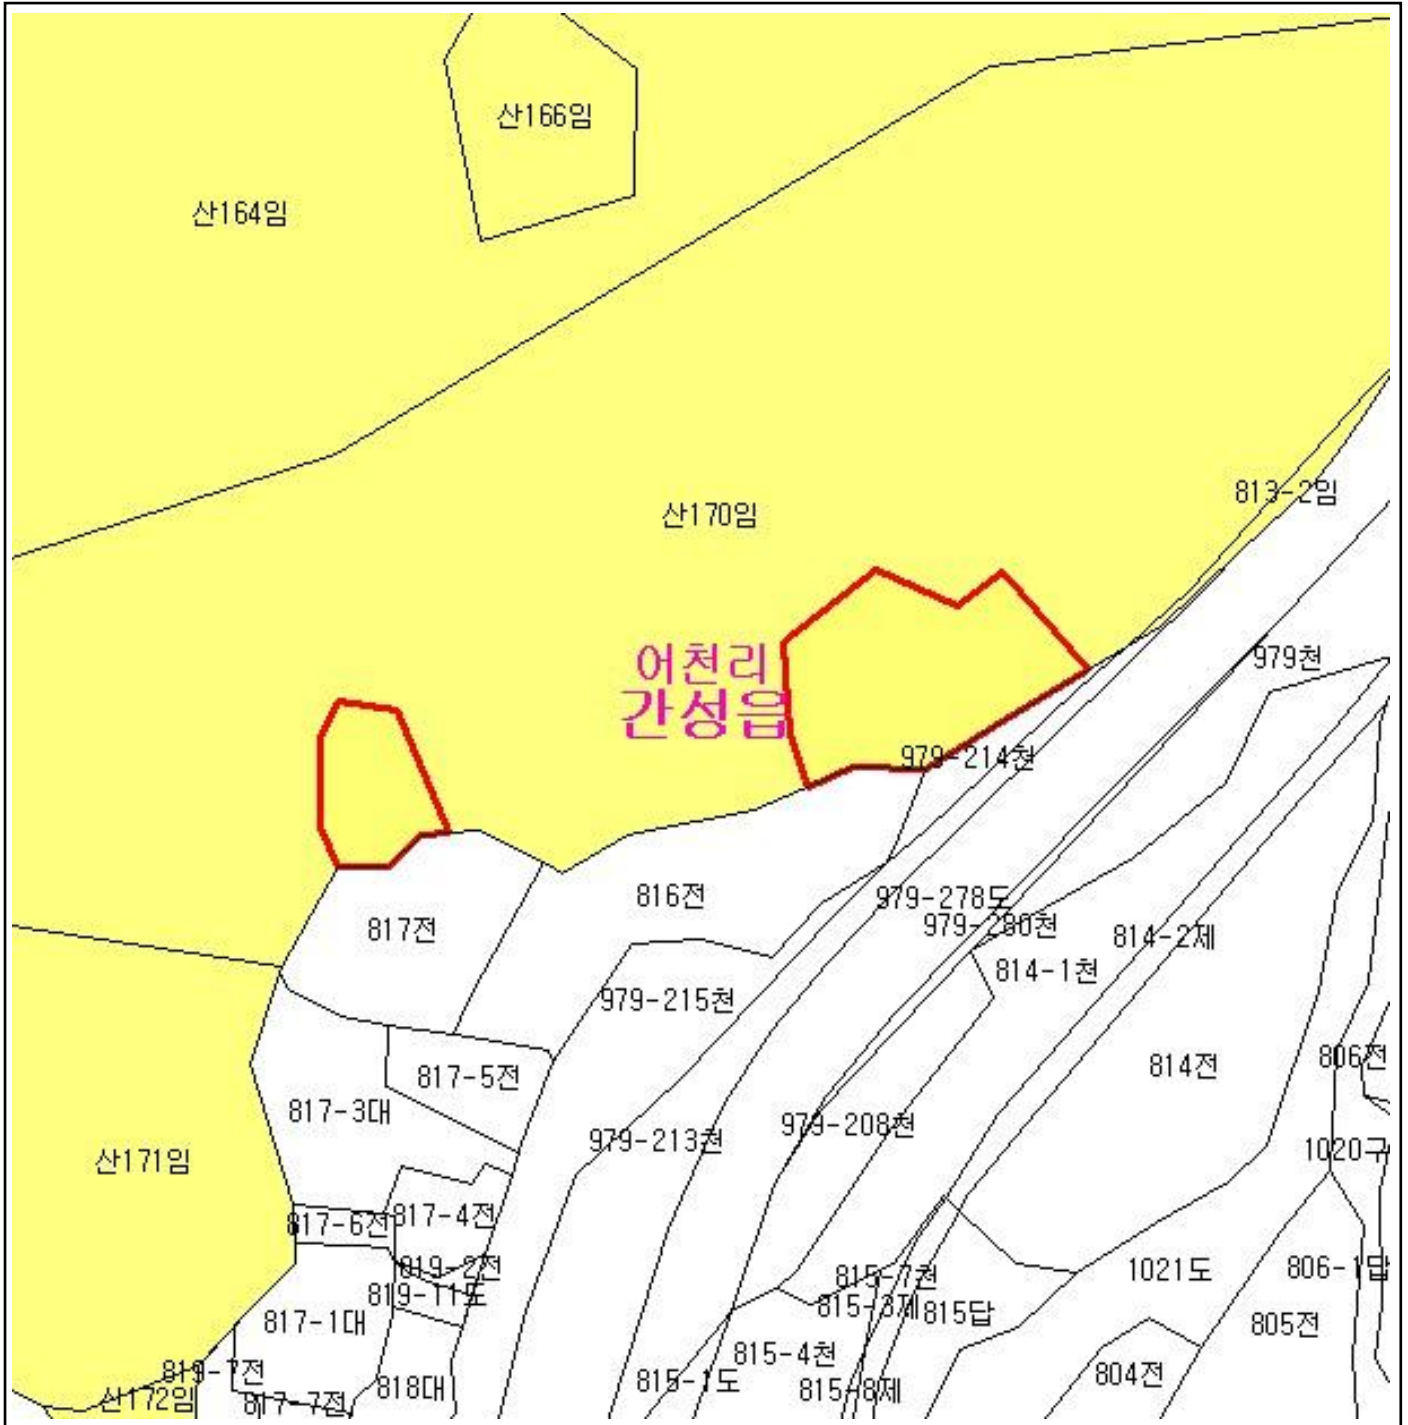 산166임
산164임
813-2임
산170임
어천리
979천
간성읍
979-214천
816전
979-278도
817전
979-280천
814-2제
814-1천
979-215천
806전
814전
817-5전
817-3대
979-208천
979-213천
1020구
산171임
817-4전
817-6전
819-2전
1021도
806-1답
815-7천
819-11도
815-3제
815답
817-1대
805전
815-4천
819-7전
804전
815-1도
818대
815-8제
산172임
817-7전